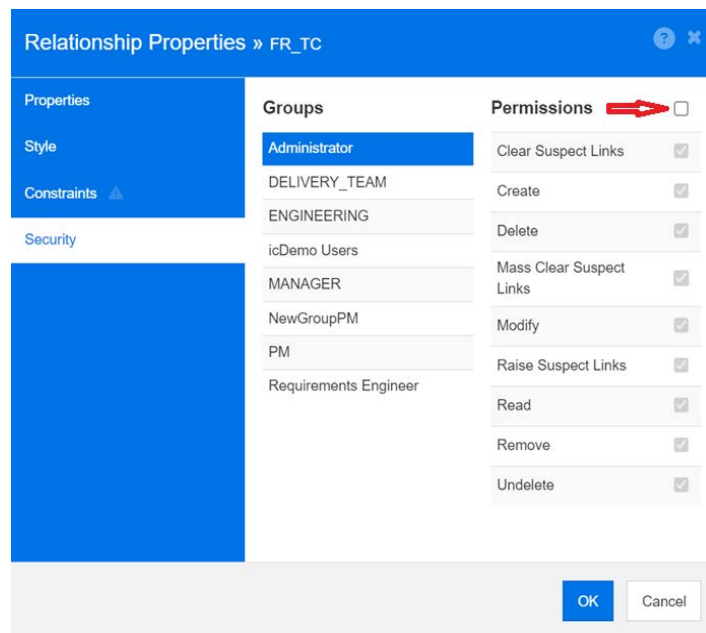 Relationship Properties » FR_TC
Properties
Style
Constraints
Security
Groups
Administrator
DELIVERY_TEAM
ENGINEERING
icDemo Users
MANAGER
NewGroupPM
PM
Requirements Engineer
Permissions
Clear Suspect Links
Create
Delete
Mass Clear Suspect
Links
Modify
Raise Suspect Links
Read
Remove
Undelete
OK
Cancel